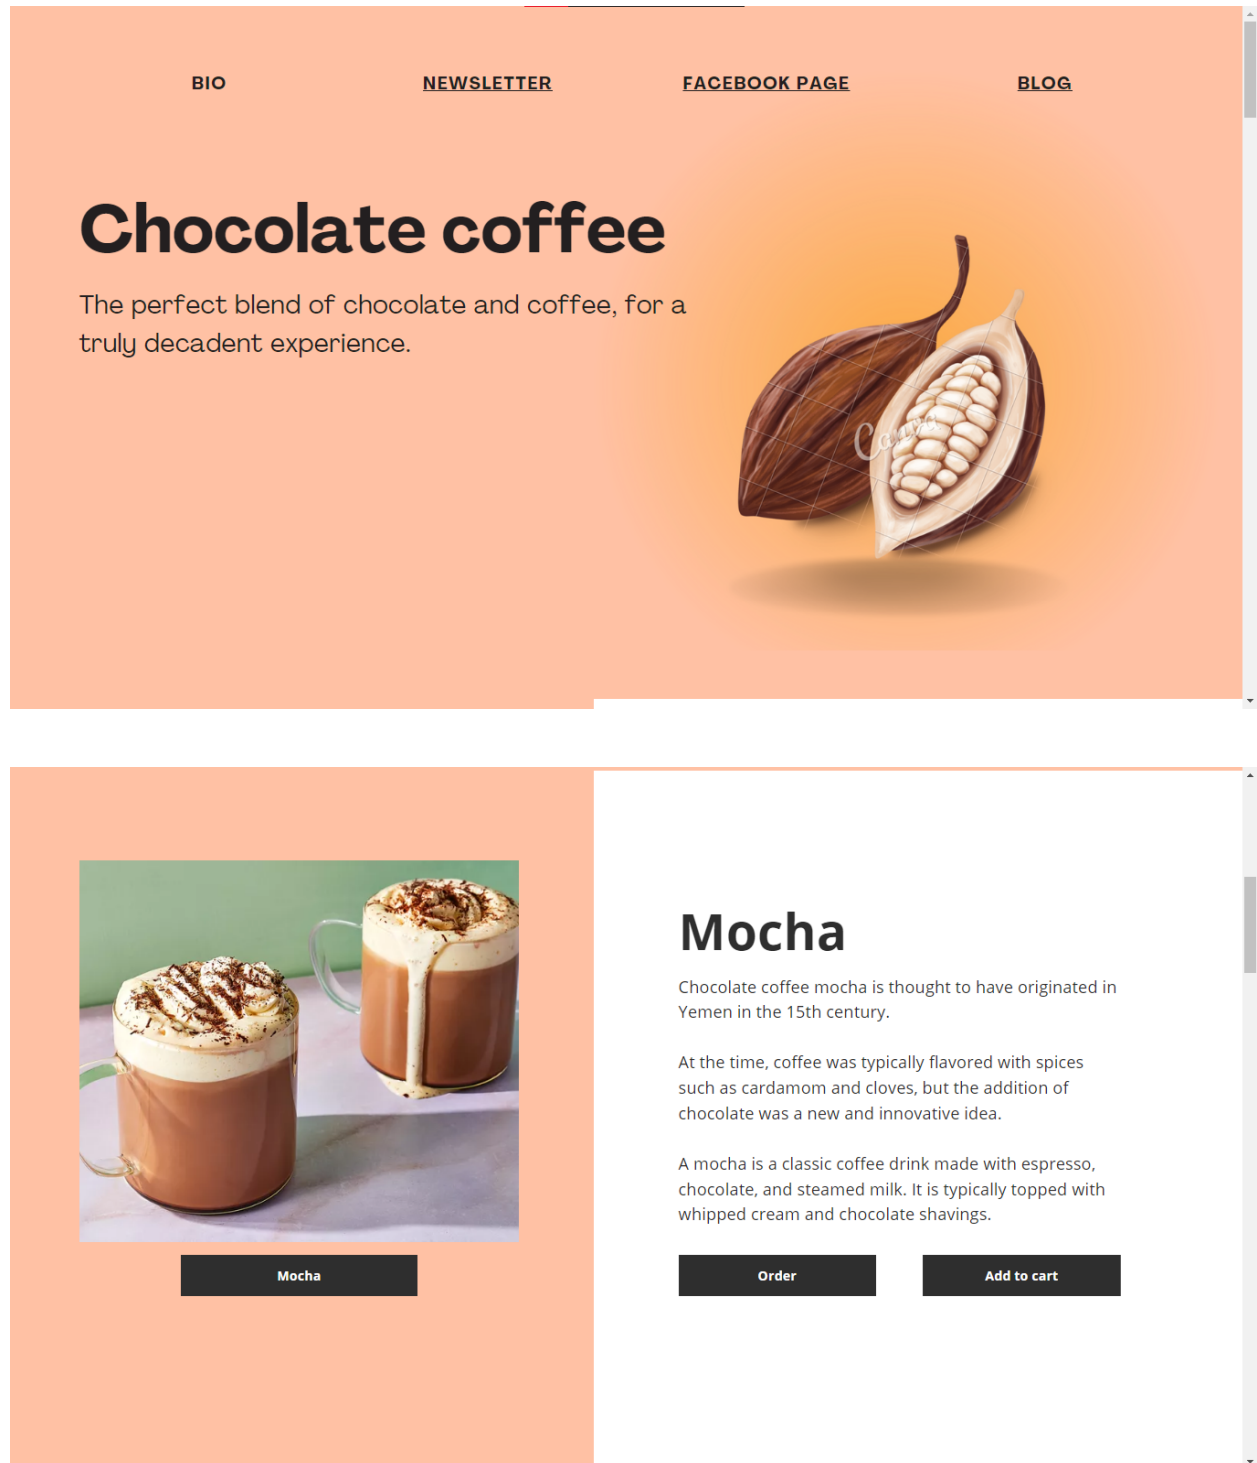 BIO NEWSLETTER FACEBOOK PAGE BLOG
Chocolate coffee
The perfect blend of chocolate and coffee, for a
truly decadent experience.
Canva
Mocha
Mocha
Chocolate coffee mocha is thought to have originated in
Yemen in the 15th century.
At the time, coffee was typically flavored with spices
such as cardamom and cloves, but the addition of
chocolate was a new and innovative idea.
A mocha is a classic coffee drink made with espresso,
chocolate, and steamed milk. It is typically topped with
whipped cream and chocolate shavings.
Order Add to cart